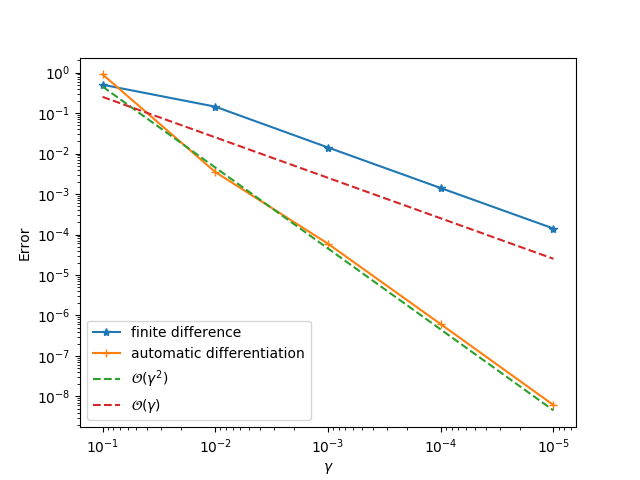 10⁰
10⁻¹
10⁻²
10⁻³
10⁻⁴
10⁻⁵
10⁻⁶
10⁻⁷
10⁻⁸
Error
finite difference
automatic differentiation
𝒪(γ²)
𝒪(γ)
10⁻¹ 10⁻² 10⁻³ 10⁻⁴ 10⁻⁵
γ